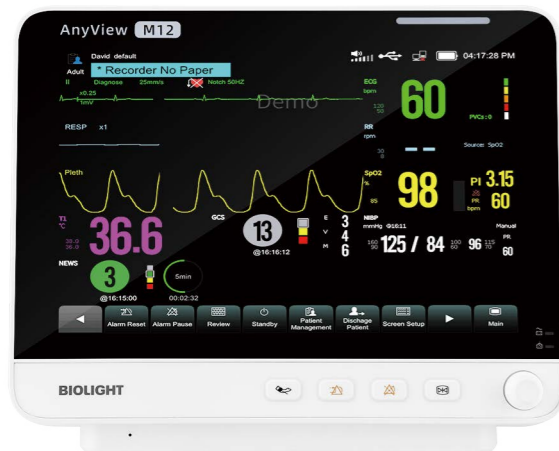 AnyView M12
David default
Adult
* Recorder No Paper
04:17:28 PM
II Diagnose 25mm/s Notch 50HZ
x0.25
1mV
Demo
ECG
bpm
120
50
60
PVCs : 0
RESP x1
RR
rpm
30
8
-- --
Source: SpO2
Pleth
SpO2
%
85
98
PI 3.15
PR
bpm
60
T1
°C
38.0
36.0
36.6
GCS
13
@16:16:12
E 3
V 4
M 6
NIBP
mmHg @16:11
Manual
160
90
125 / 84
100
60
96
115
70
PR
60
NEWS
3
@16:15:00
5min
00:02:32
Alarm Reset
Alarm Pause
Review
Standby
Patient
Management
Dischage
Patient
Screen Setup
Main
BIOLIGHT